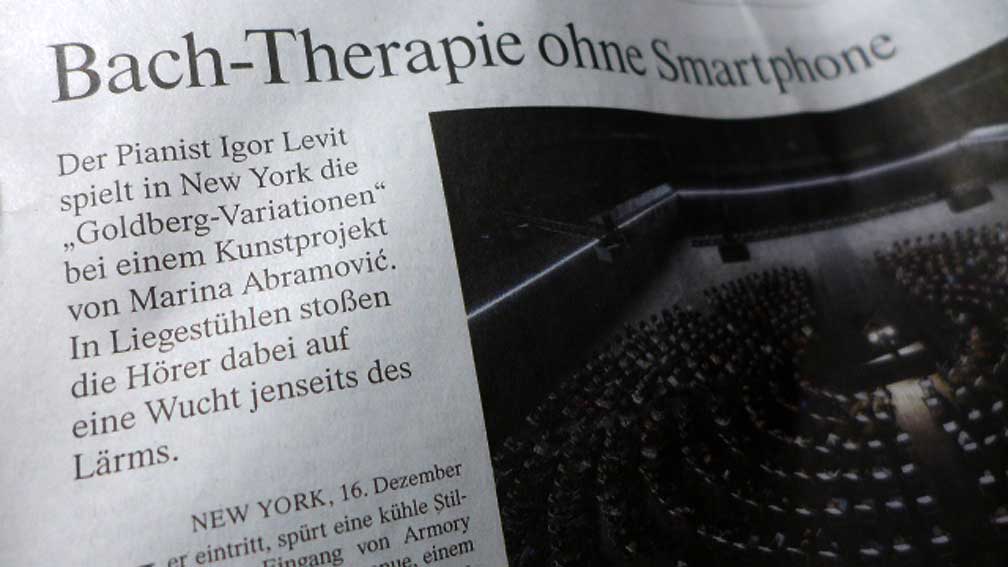 Bach-Therapie ohne Smartphone
Der Pianist Igor Levit
spielt in New York die
„Goldberg-Variationen“
bei einem Kunstprojekt
von Marina Abramović.
In Liegestühlen stoßen
die Hörer dabei auf
eine Wucht jenseits des
Lärms.
NEW YORK, 16. Dezember
er eintritt, spürt eine kühle Stil-
Eingang von Armory
nue, einem